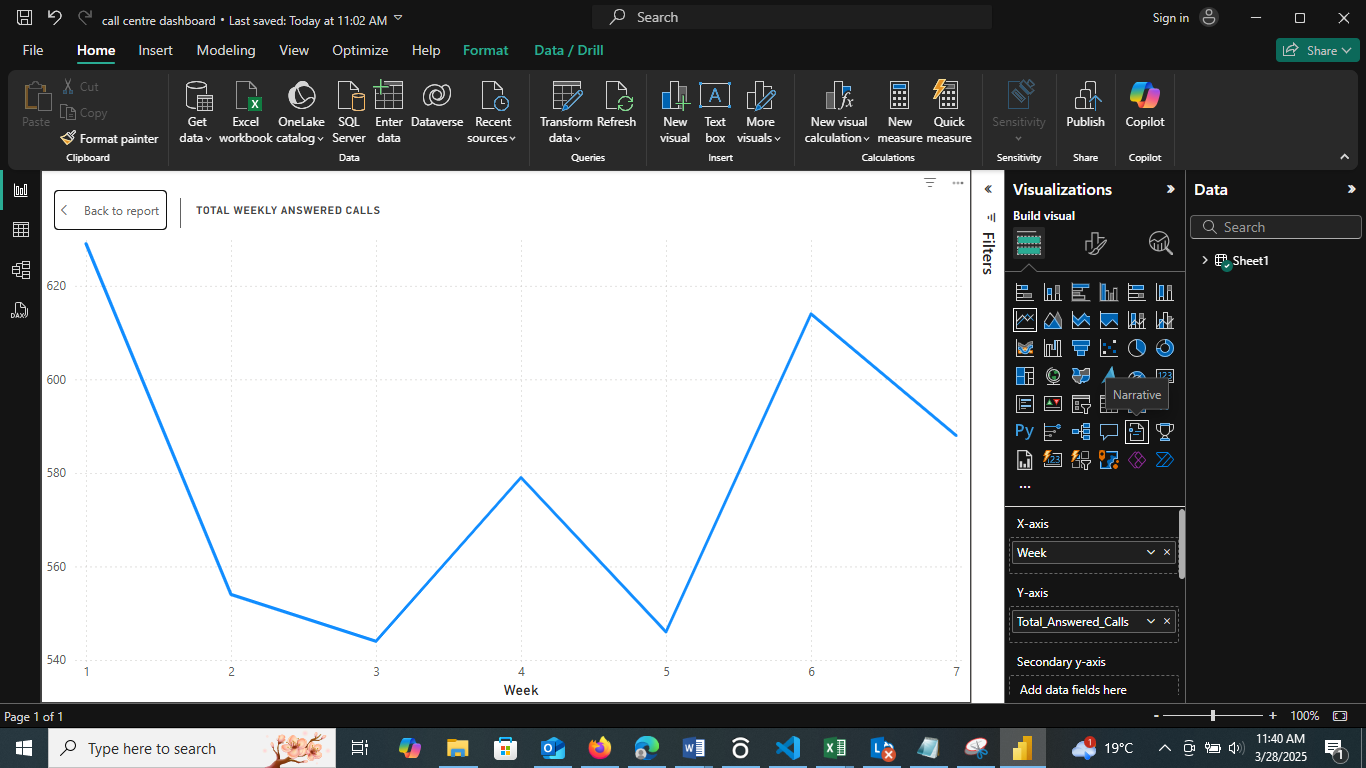 call centre dashboard • Last saved: Today at 11:02 AM
Search
Sign in
File
Home
Insert
Modeling
View
Optimize
Help
Format
Data / Drill
Share
Paste
Cut
Copy
Format painter
Clipboard
Get data
Excel workbook
OneLake catalog
SQL Server
Enter data
Dataverse
Recent sources
Data
Transform data
Refresh
Queries
New visual
Text box
More visuals
Insert
New visual calculation
New measure
Quick measure
Calculations
Sensitivity
Sensitivity
Publish
Share
Copilot
Copilot
Back to report
TOTAL WEEKLY ANSWERED CALLS
620
600
580
560
540
1 2 3 4 5 6 7
Week
Filters
Visualizations
Build visual
123
Narrative
Py
123
X-axis
Week
Y-axis
Total_Answered_Calls
Secondary y-axis
Add data fields here
Data
Search
Sheet1
DAX
Page 1 of 1
- + 100%
Type here to search
1
19°C
11:40 AM
3/28/2025
1